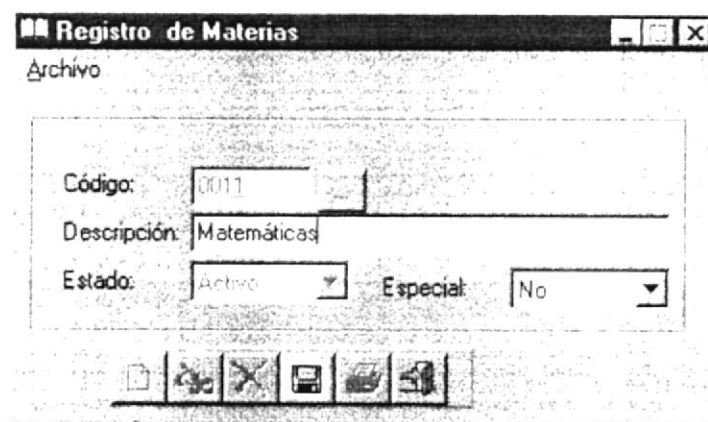 Registro de Materias
Archivo
Código: 0011 ...
Descripción: Matemáticas
Estado: Activo Especial: No